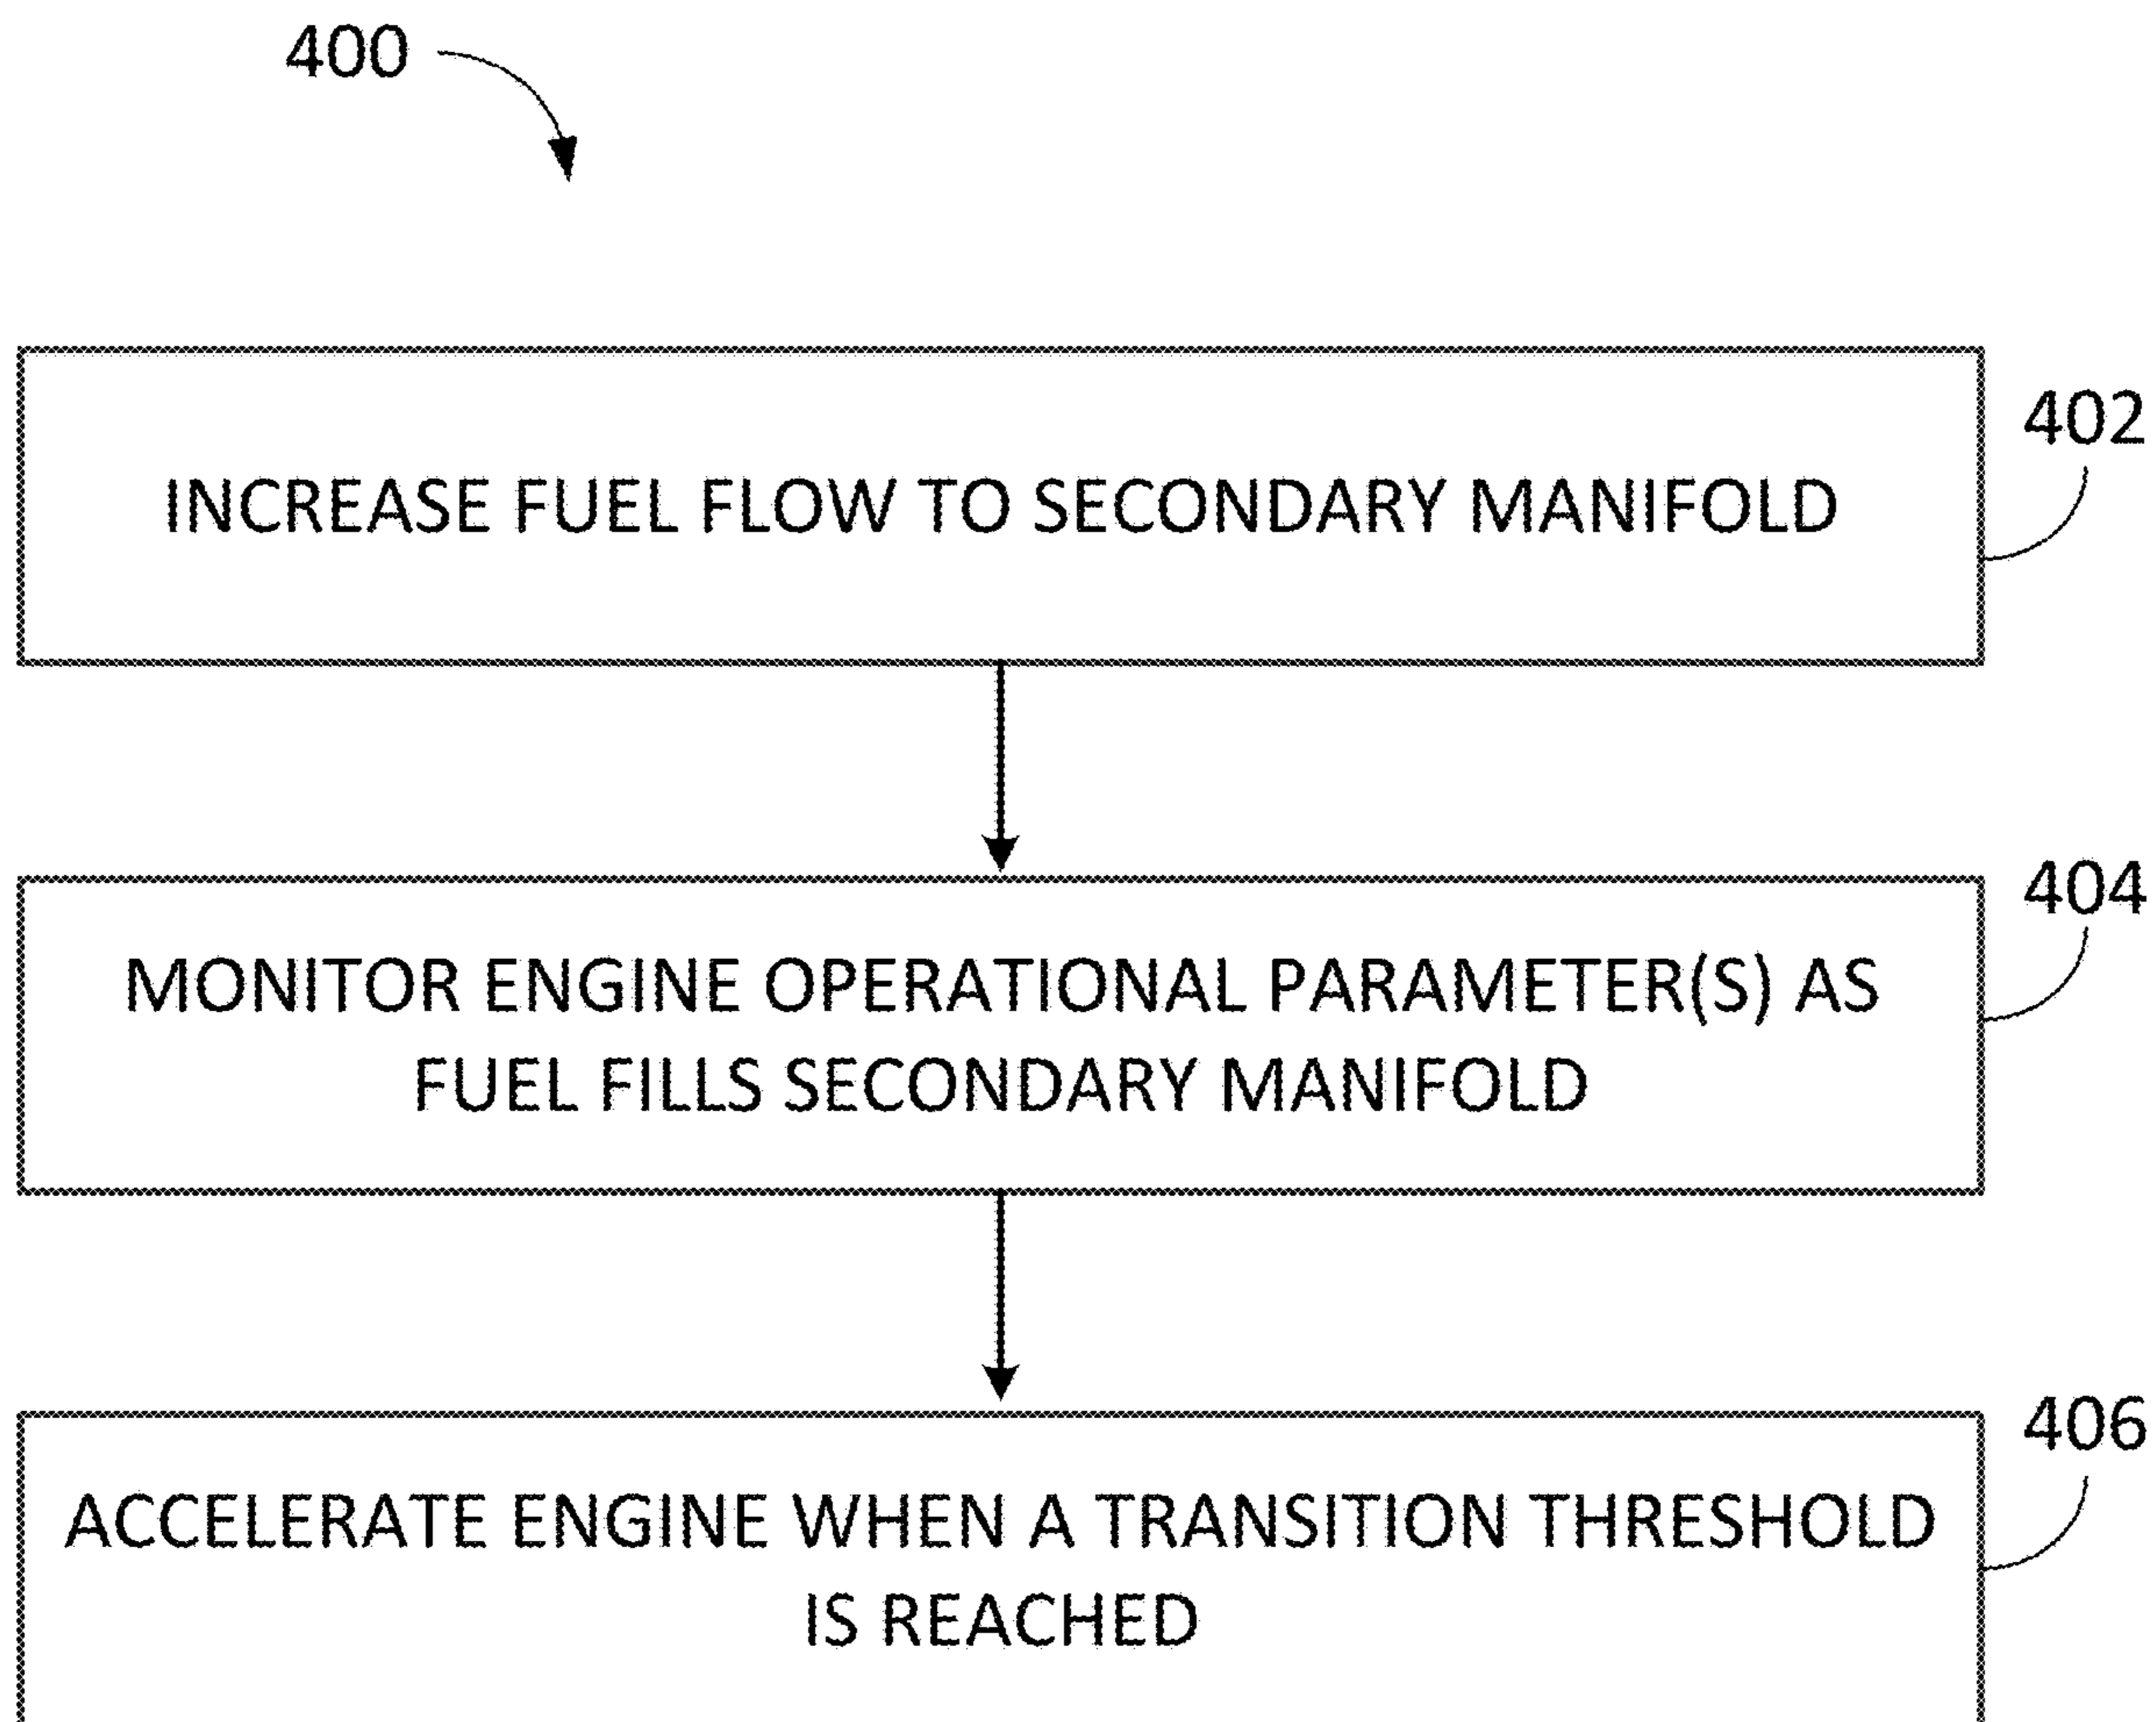 400
402
INCREASE FUEL FLOW TO SECONDARY MANIFOLD
404
MONITOR ENGINE OPERATIONAL PARAMETER(S) AS
FUEL FILLS SECONDARY MANIFOLD
406
ACCELERATE ENGINE WHEN A TRANSITION THRESHOLD
IS REACHED